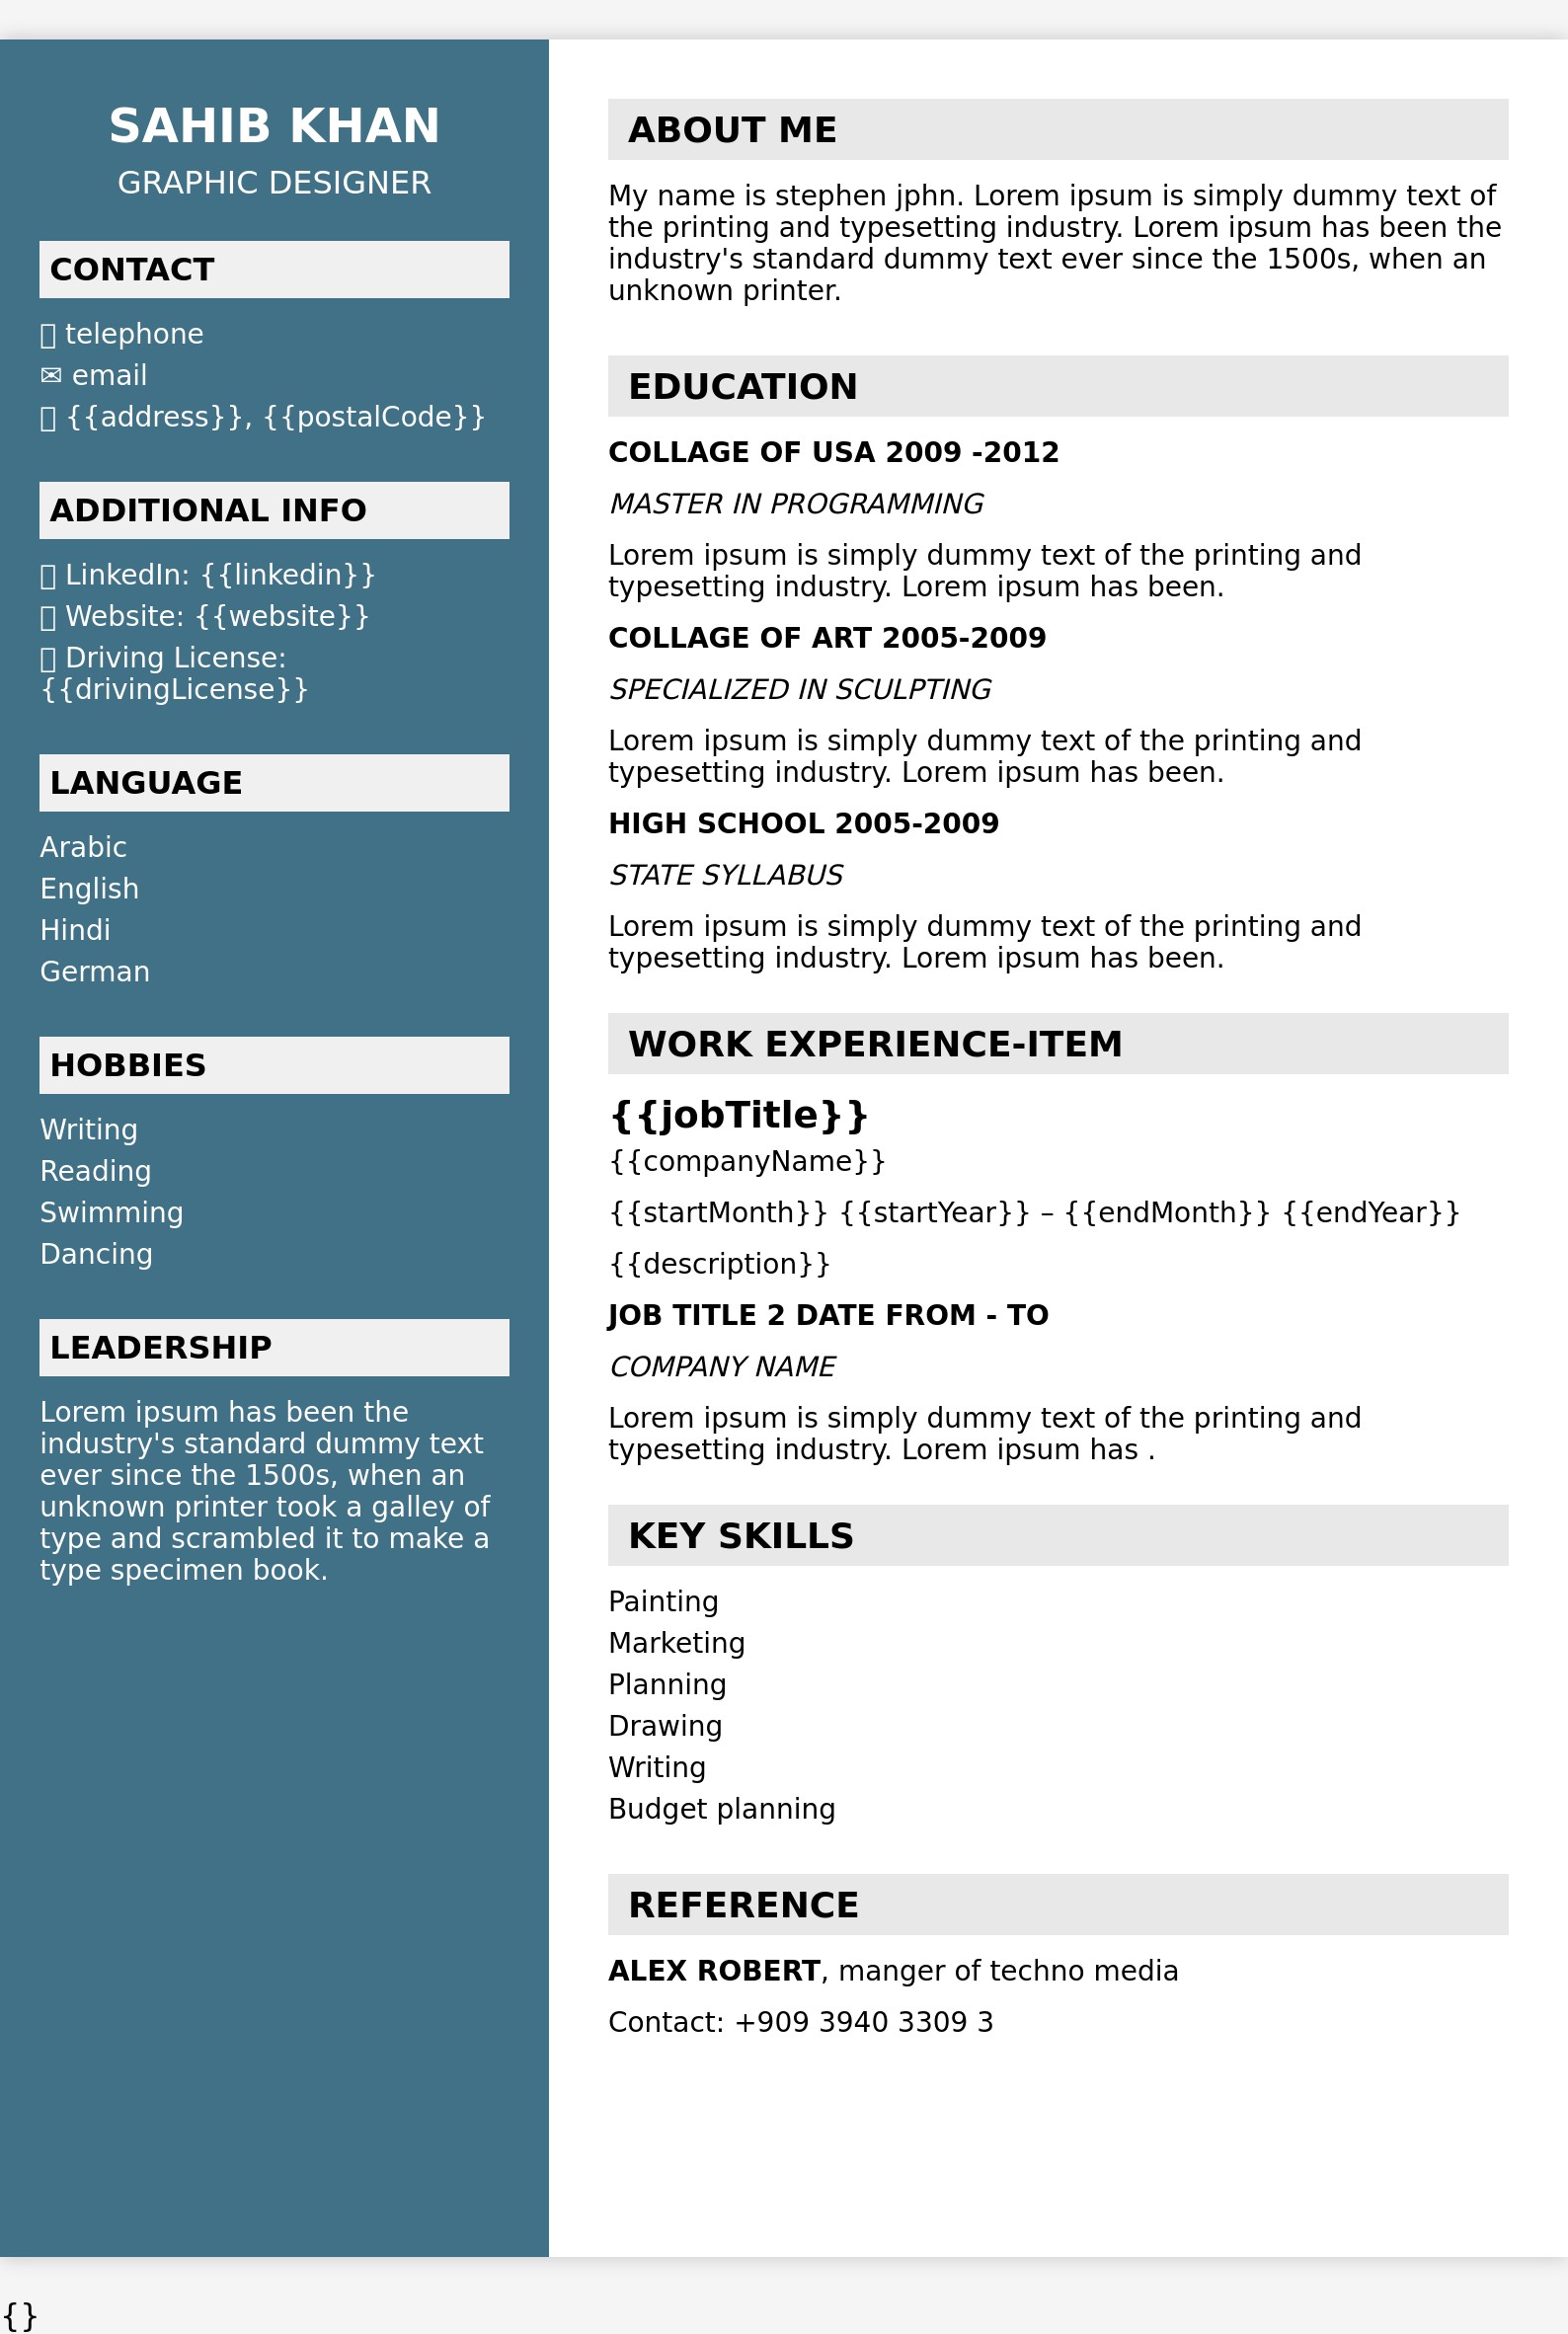 SAHIB KHAN
GRAPHIC DESIGNER
CONTACT
telephone
✉ email
{{address}}, {{postalCode}}
ADDITIONAL INFO
LinkedIn: {{linkedin}}
Website: {{website}}
Driving License:
{{drivingLicense}}
LANGUAGE
Arabic
English
Hindi
German
HOBBIES
Writing
Reading
Swimming
Dancing
LEADERSHIP
Lorem ipsum has been the
industry's standard dummy text
ever since the 1500s, when an
unknown printer took a galley of
type and scrambled it to make a
type specimen book.
ABOUT ME
My name is stephen jphn. Lorem ipsum is simply dummy text of
the printing and typesetting industry. Lorem ipsum has been the
industry's standard dummy text ever since the 1500s, when an
unknown printer.
EDUCATION
COLLAGE OF USA 2009 -2012
MASTER IN PROGRAMMING
Lorem ipsum is simply dummy text of the printing and
typesetting industry. Lorem ipsum has been.
COLLAGE OF ART 2005-2009
SPECIALIZED IN SCULPTING
Lorem ipsum is simply dummy text of the printing and
typesetting industry. Lorem ipsum has been.
HIGH SCHOOL 2005-2009
STATE SYLLABUS
Lorem ipsum is simply dummy text of the printing and
typesetting industry. Lorem ipsum has been.
WORK EXPERIENCE-ITEM
{{jobTitle}}
{{companyName}}
{{startMonth}} {{startYear}} – {{endMonth}} {{endYear}}
{{description}}
JOB TITLE 2 DATE FROM - TO
COMPANY NAME
Lorem ipsum is simply dummy text of the printing and
typesetting industry. Lorem ipsum has .
KEY SKILLS
Painting
Marketing
Planning
Drawing
Writing
Budget planning
REFERENCE
ALEX ROBERT, manger of techno media
Contact: +909 3940 3309 3
{}